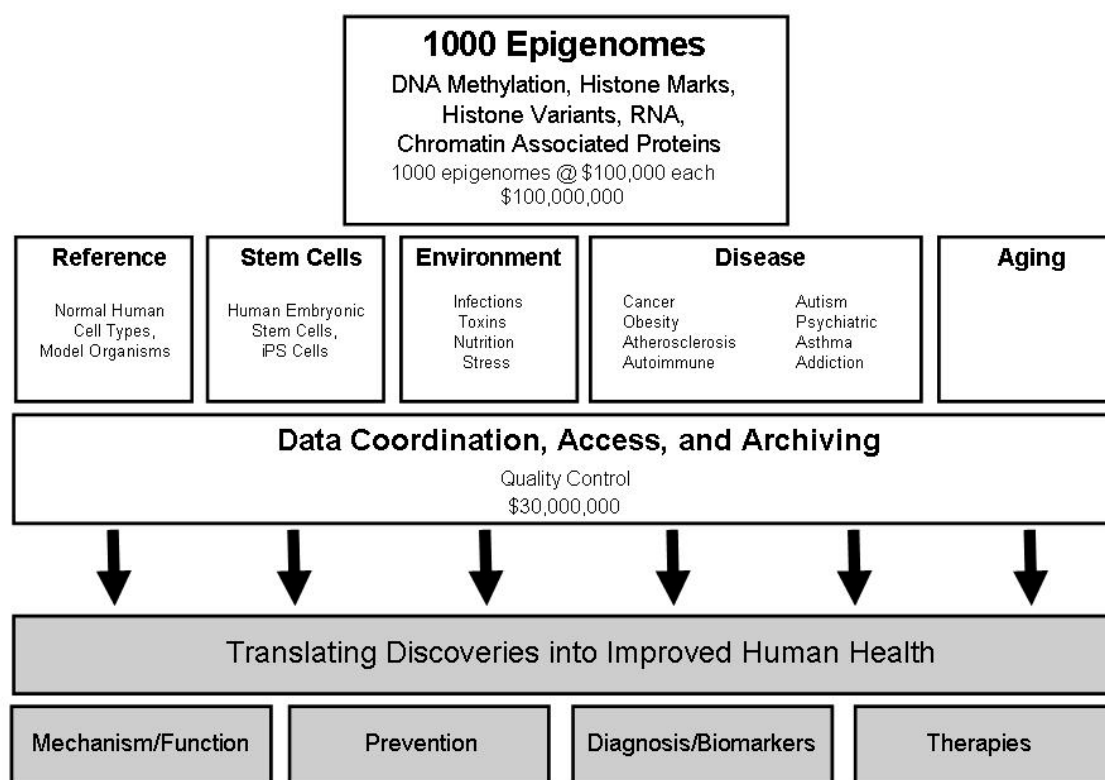 1000 Epigenomes
DNA Methylation, Histone Marks,
Histone Variants, RNA,
Chromatin Associated Proteins
1000 epigenomes @ $100,000 each
$100,000,000
Reference
Normal Human
Cell Types,
Model Organisms
Stem Cells
Human Embryonic
Stem Cells,
iPS Cells
Environment
Infections
Toxins
Nutrition
Stress
Disease
Cancer
Obesity
Atherosclerosis
Autoimmune
Autism
Psychiatric
Asthma
Addiction
Aging
Data Coordination, Access, and Archiving
Quality Control
$30,000,000
Translating Discoveries into Improved Human Health
Mechanism/Function
Prevention
Diagnosis/Biomarkers
Therapies